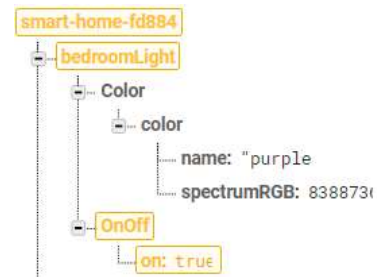 smart-home-fd884
bedroomLight
Color
color
name: "purple
spectrumRGB: 838873
OnOff
on: true